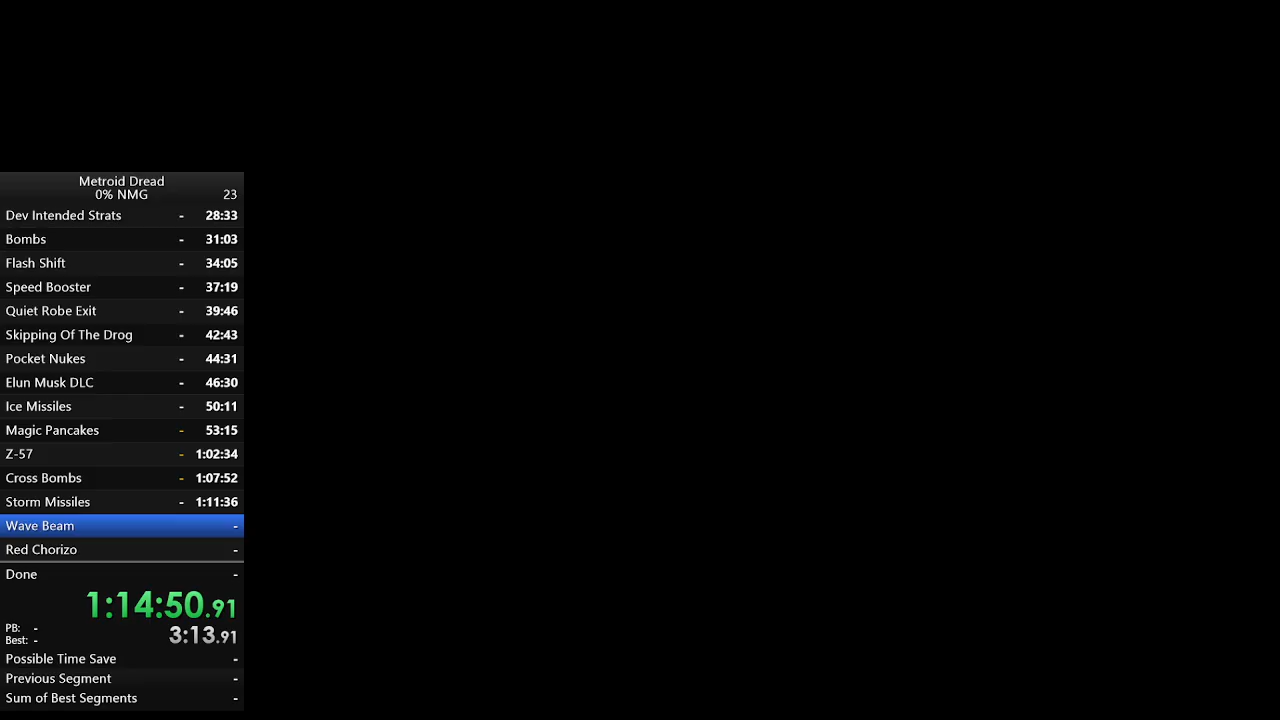 Metroid Dread
0% NMG 23
Dev Intended Strats - 28:33
Bombs - 31:03
Flash Shift - 34:05
Speed Booster - 37:19
Quiet Robe Exit - 39:46
Skipping Of The Drog - 42:43
Pocket Nukes - 44:31
Elun Musk DLC - 46:30
Ice Missiles - 50:11
Magic Pancakes - 53:15
Z-57 - 1:02:34
Cross Bombs - 1:07:52
Storm Missiles - 1:11:36
Wave Beam -
Red Chorizo -
Done -
1:14:50.91
PB: - 3:13.91
Best: -
Possible Time Save -
Previous Segment -
Sum of Best Segments -